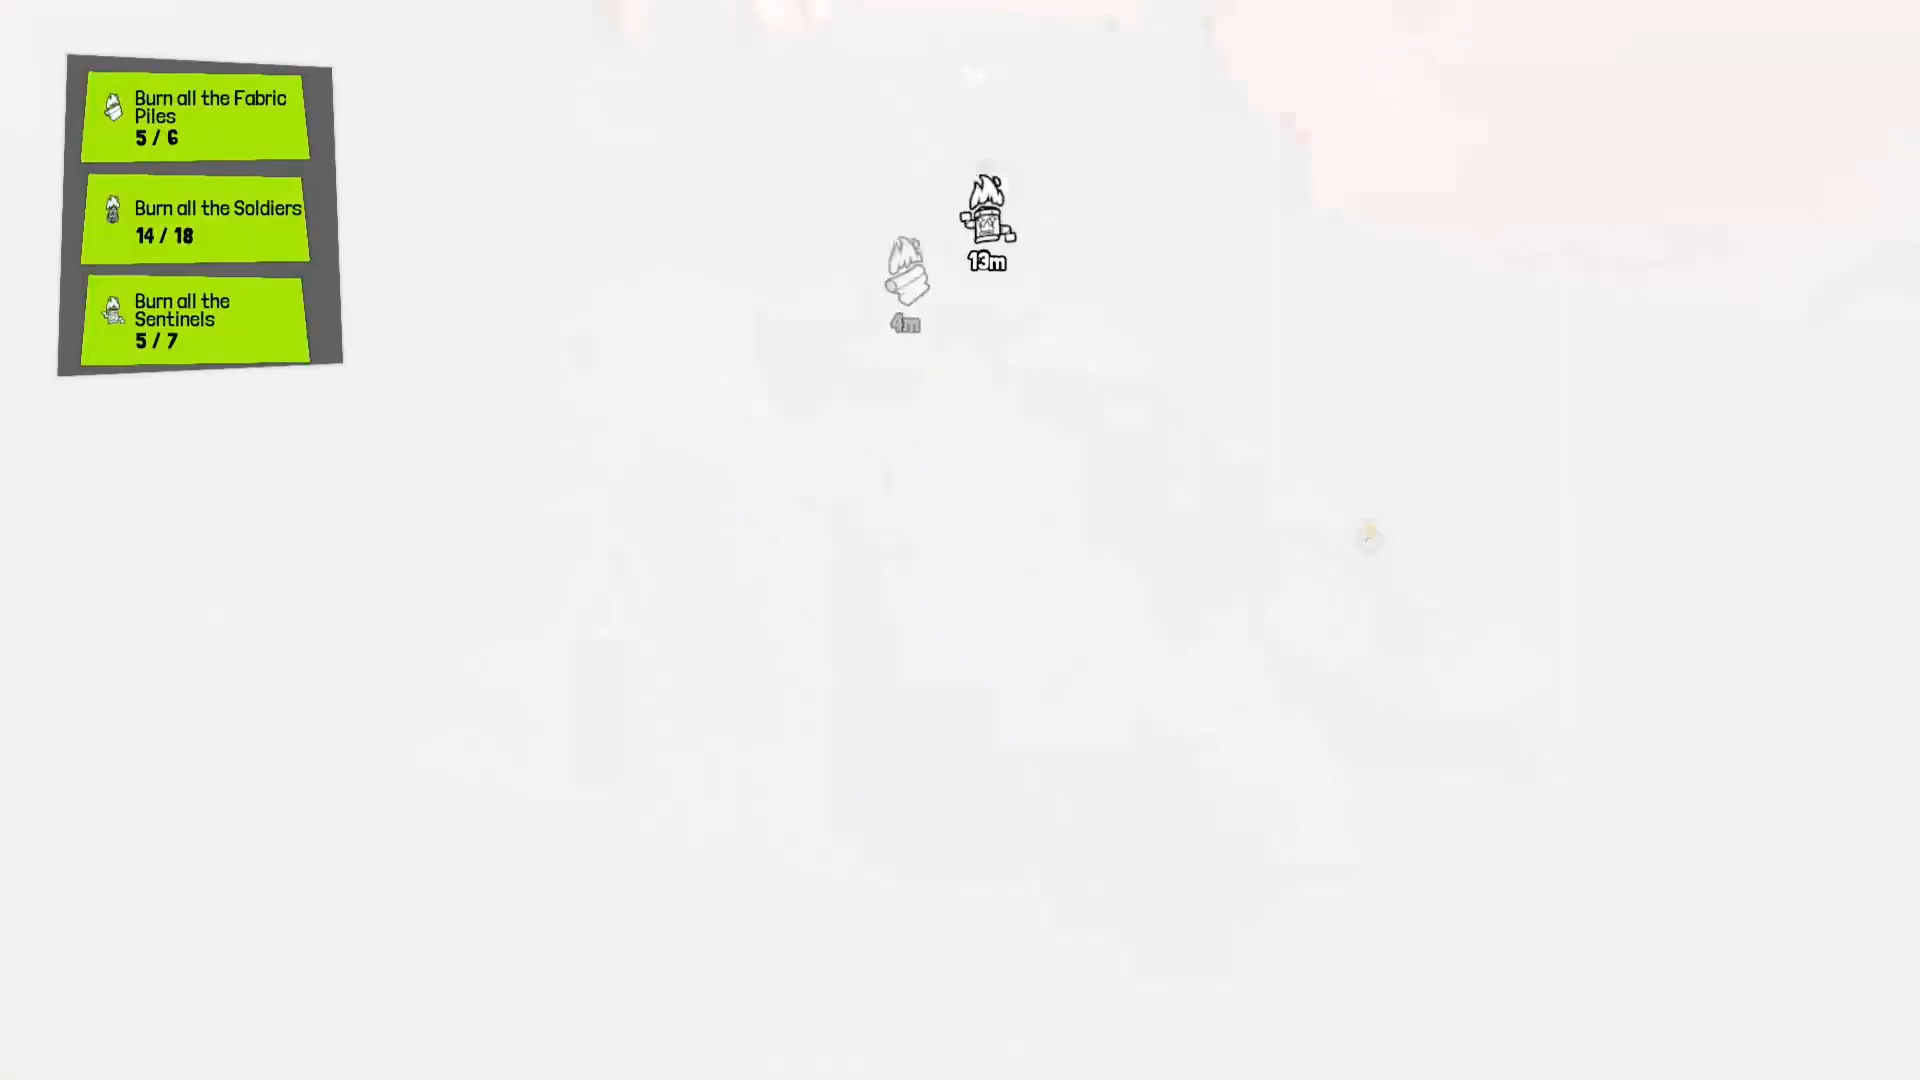 Burn all the Fabric
Piles
5 / 6
Burn all the Soldiers
14 / 18
Burn all the
Sentinels
5 / 7
13m
4m